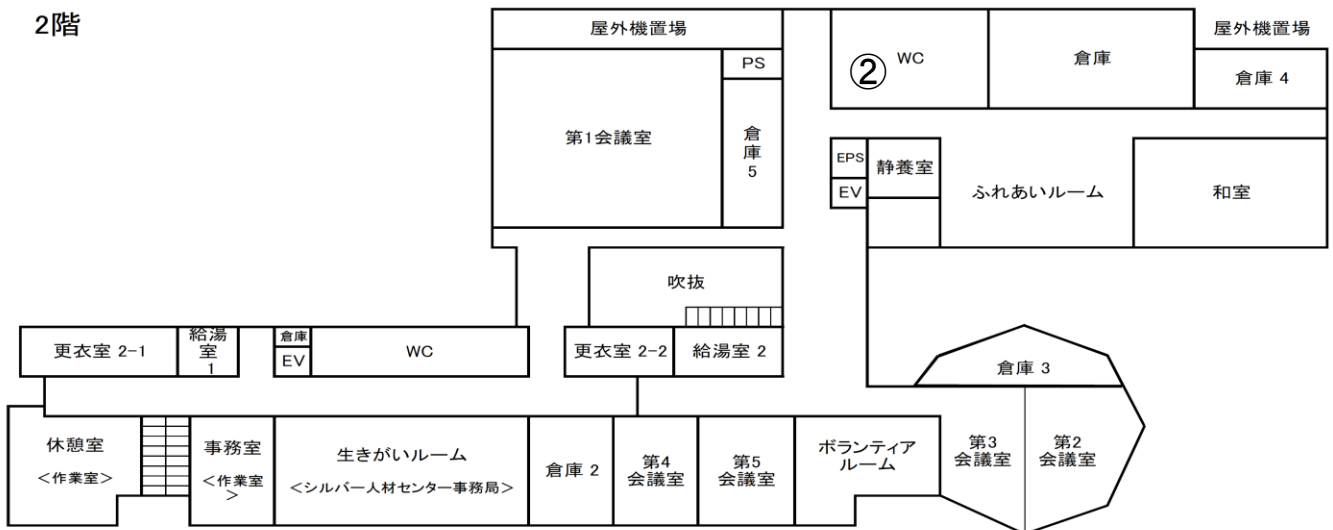 2階
屋外機置場
屋外機置場
PS
②
WC
倉庫
倉庫 4
第1会議室
倉
庫
5
EPS
静養室
EV
ふれあいルーム
和室
吹抜
更衣室 2-1
給湯
室
1
倉庫
EV
WC
更衣室 2-2
給湯室 2
倉庫 3
休憩室
＜作業室＞
事務室
＜作業室
＞
生きがいルーム
＜シルバー人材センター事務局＞
倉庫 2
第4
会議室
第5
会議室
ボランティア
ルーム
第3
会議室
第2
会議室